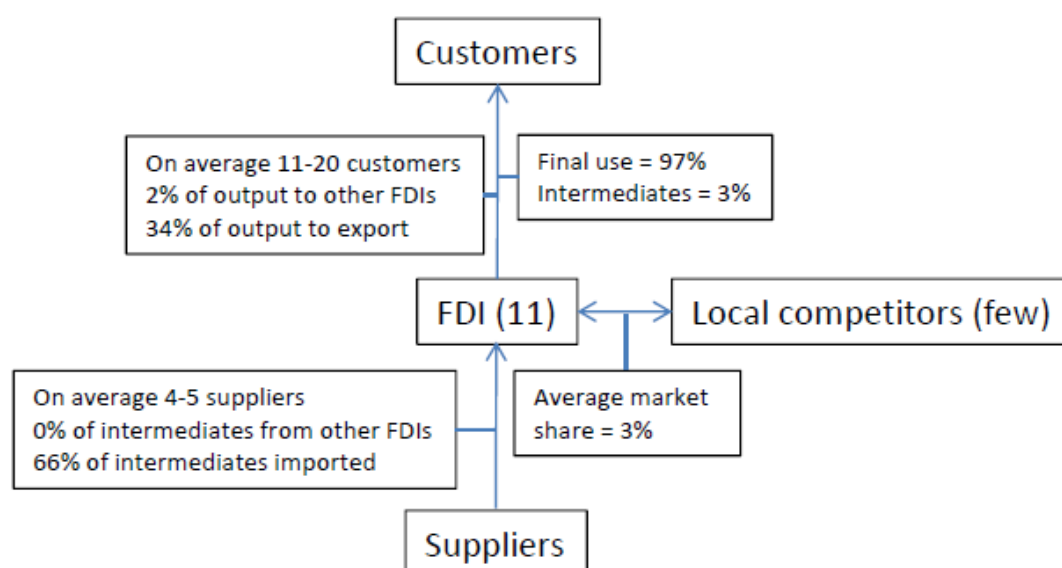 Customers
On average 11-20 customers
2% of output to other FDIs
34% of output to export
Final use = 97%
Intermediates = 3%
FDI (11)
Local competitors (few)
On average 4-5 suppliers
0% of intermediates from other FDIs
66% of intermediates imported
Average market
share = 3%
Suppliers